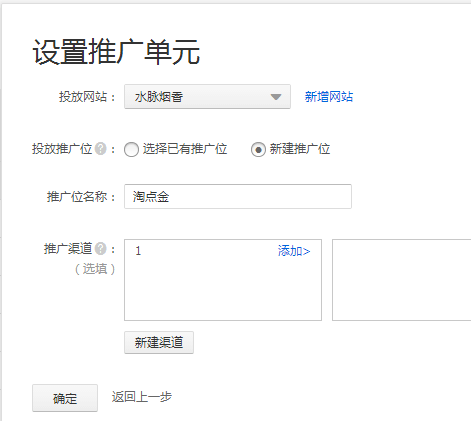 设置推广单元
投放网站： 水脉烟香 新增网站
投放推广位?： 选择已有推广位 新建推广位
推广位名称： 淘点金
推广渠道?： 1 添加>
（选填）
新建渠道
确定 返回上一步